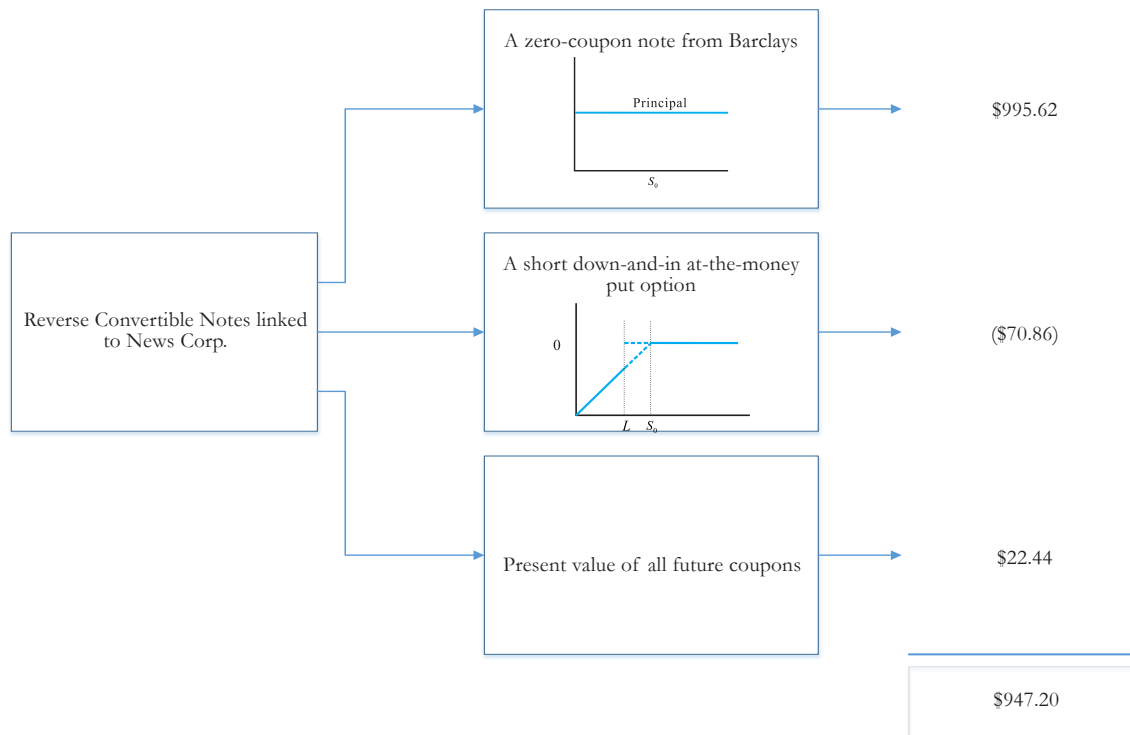 A zero-coupon note from Barclays
Principal
S₀
$995.62
Reverse Convertible Notes linked
to News Corp.
A short down-and-in at-the-money
put option
0
L S₀
($70.86)
Present value of all future coupons
$22.44
$947.20